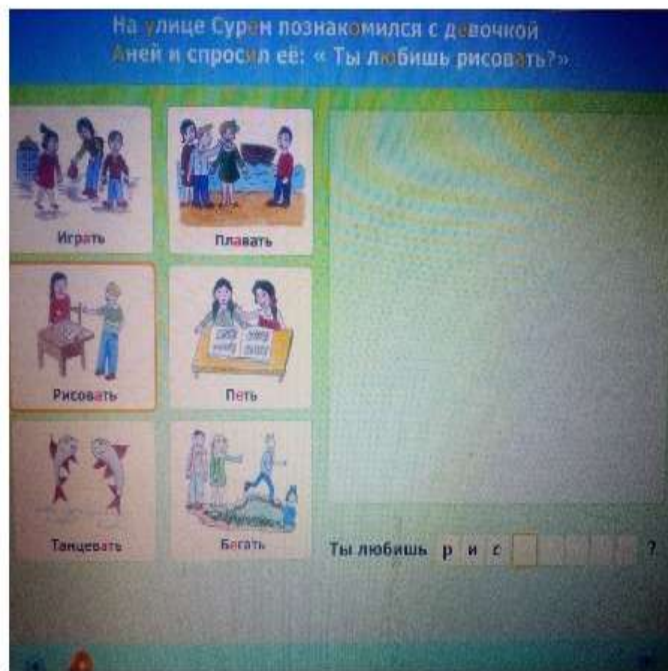 На улице Сурен познакомился с девочкой
Аней и спросил её: « Ты любишь рисовать?»
Играть
Плавать
Рисовать
Петь
Танцевать
Бегать
Ты любишь р и с ?